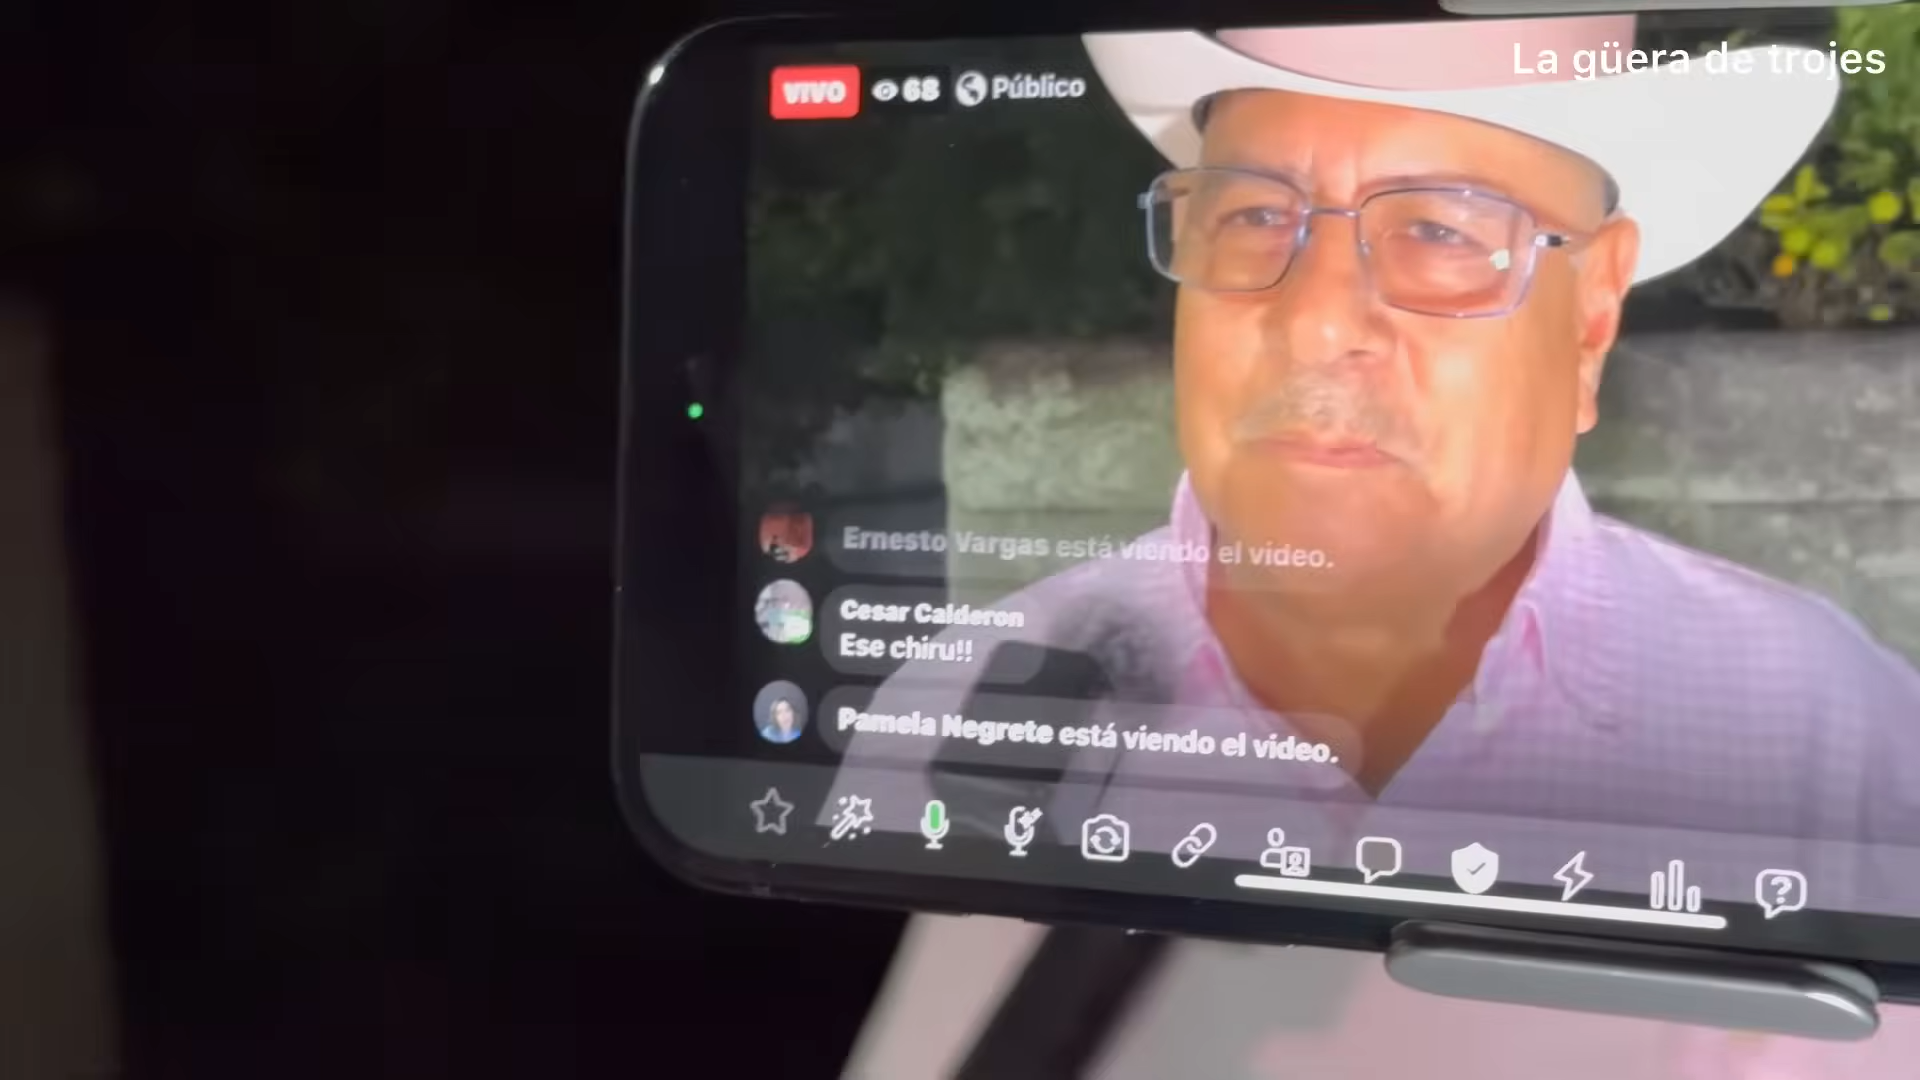 La güera de trojes
VIVO 68 Público
Ernesto Vargas está viendo el video.
Cesar Calderon
Ese chiru!!
Pamela Negrete está viendo el video.